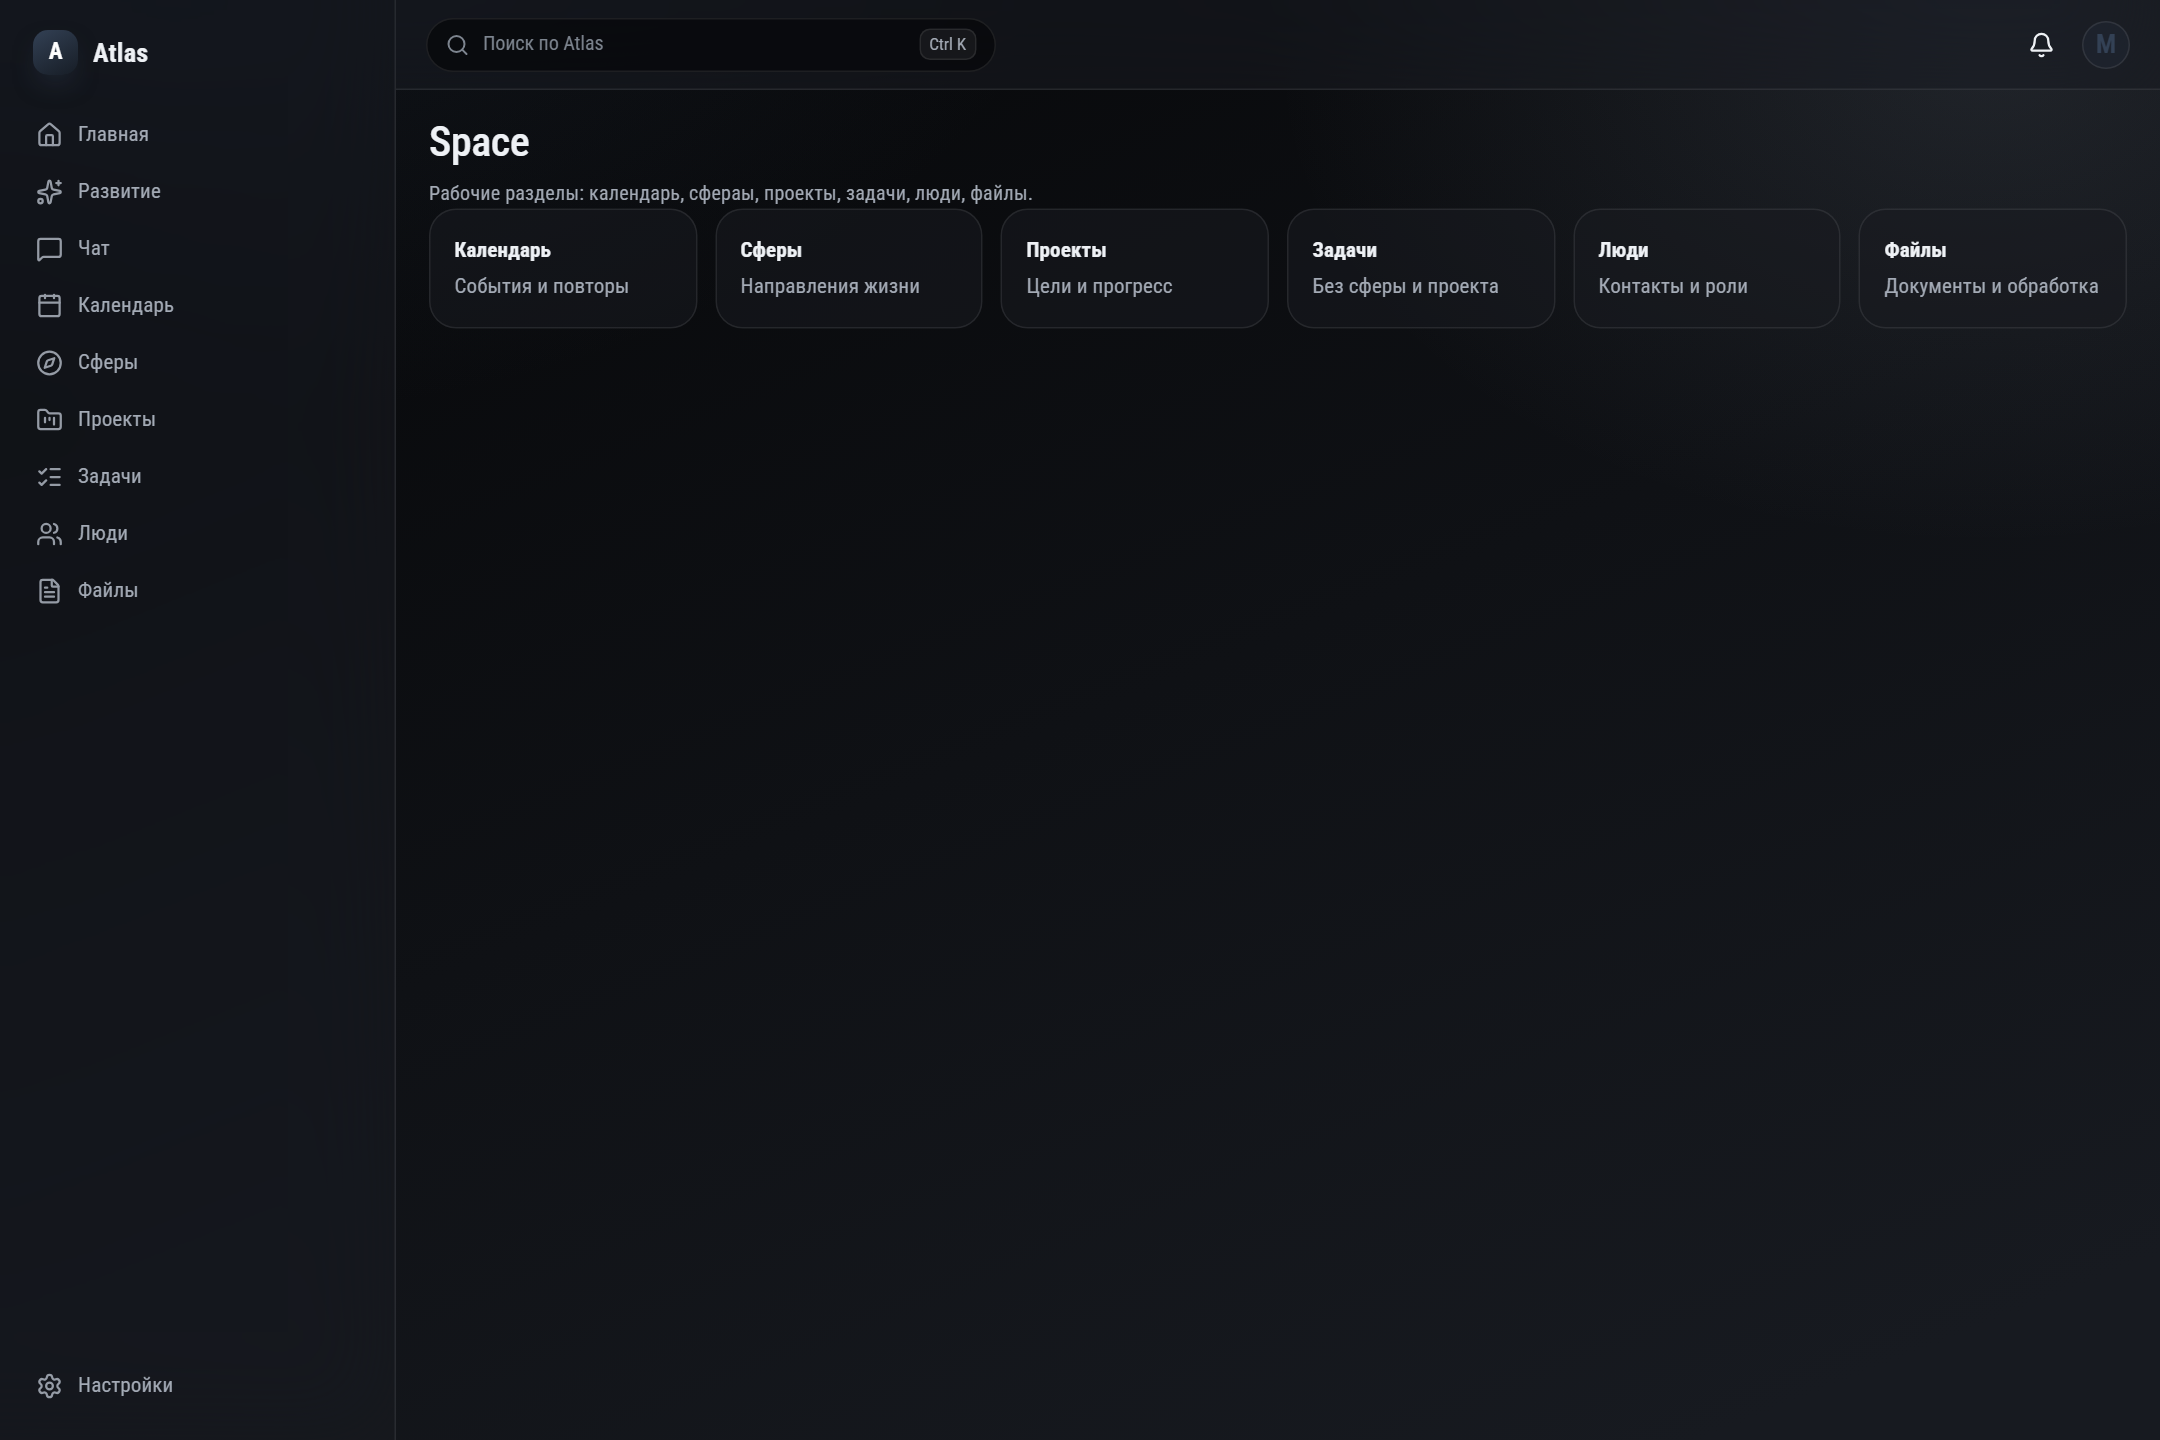 A Atlas
Поиск по Atlas
Ctrl K
M
Главная
Развитие
Чат
Календарь
Сферы
Проекты
Задачи
Люди
Файлы
Настройки
Space
Рабочие разделы: календарь, сфераы, проекты, задачи, люди, файлы.
Календарь
События и повторы
Сферы
Направления жизни
Проекты
Цели и прогресс
Задачи
Без сферы и проекта
Люди
Контакты и роли
Файлы
Документы и обработка